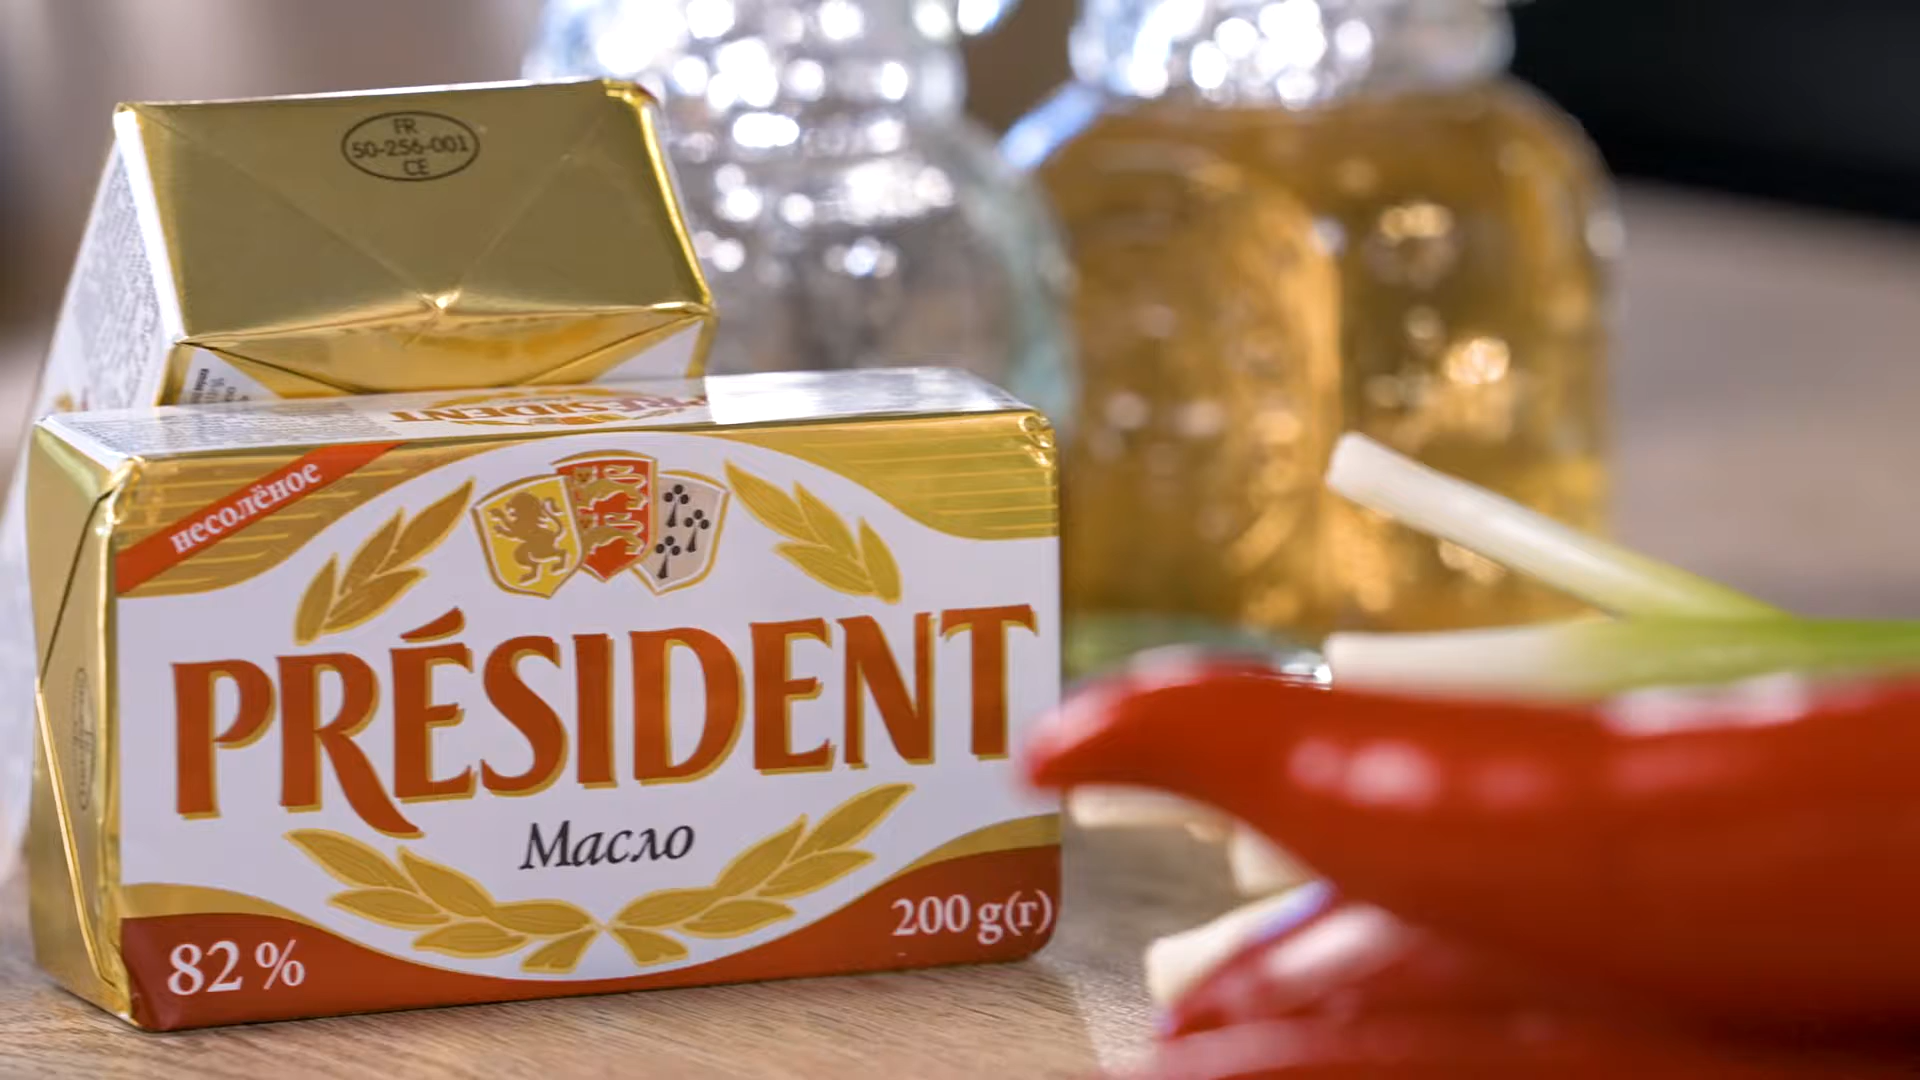 FR
50-256-001
CE
PRÉSIDENT
несолёное
PRÉSIDENT
Масло
82 %
200 g(г)